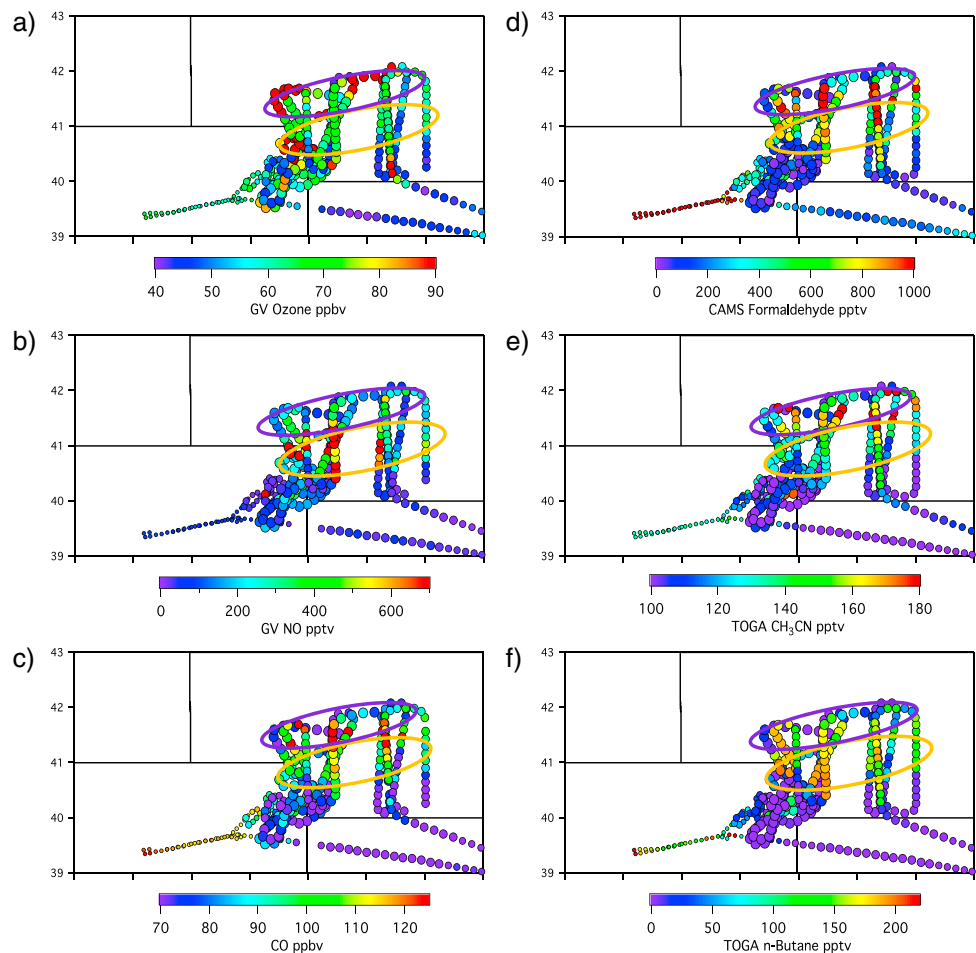 a)
43
42
41
40
39
40 50 60 70 80 90
GV Ozone ppbv
d)
43
42
41
40
39
0 200 400 600 800 1000
CAMS Formaldehyde pptv
b)
43
42
41
40
39
0 200 400 600
GV NO pptv
e)
43
42
41
40
39
100 120 140 160 180
TOGA CH₃CN pptv
c)
43
42
41
40
39
70 80 90 100 110 120
CO ppbv
f)
43
42
41
40
39
0 50 100 150 200
TOGA n-Butane pptv